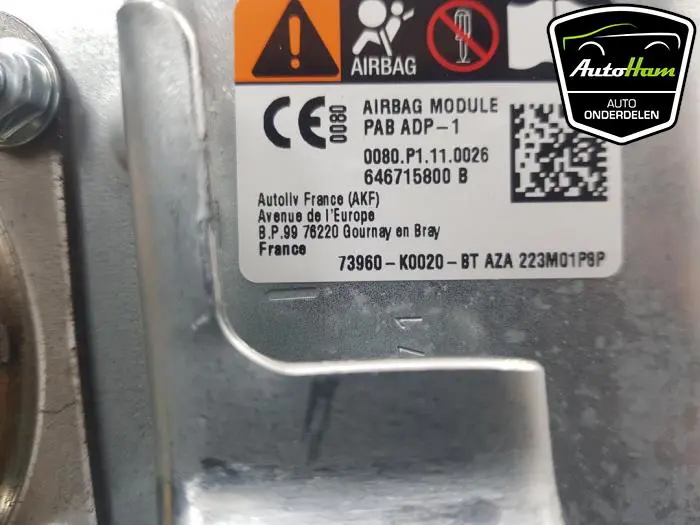 AIRBAG
AutoHam
AUTO
ONDERDELEN
CE 0080
AIRBAG MODULE
PAB ADP-1
0080.P1.11.0026
646715800 B
Autoliv France (AKF)
Avenue de l'Europe
B.P.99 76220 Gournay en Bray
France
73960-K0020-BT AZA 223M01P8P
71